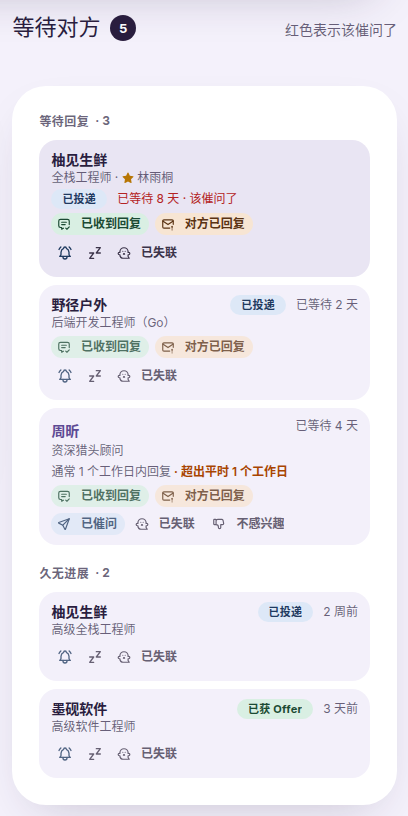 等待对方 5
红色表示该催问了
等待回复 · 3
柚见生鲜
全栈工程师 · 林雨桐
已投递 已等待 8 天 · 该催问了
已收到回复 对方已回复
已失联
野径户外 已投递 已等待 2 天
后端开发工程师（Go）
已收到回复 对方已回复
已失联
周昕 已等待 4 天
资深猎头顾问
通常 1 个工作日内回复 · 超出平时 1 个工作日
已收到回复 对方已回复
已催问 已失联 不感兴趣
久无进展 · 2
柚见生鲜 已投递 2 周前
高级全栈工程师
已失联
墨砚软件 已获 Offer 3 天前
高级软件工程师
已失联